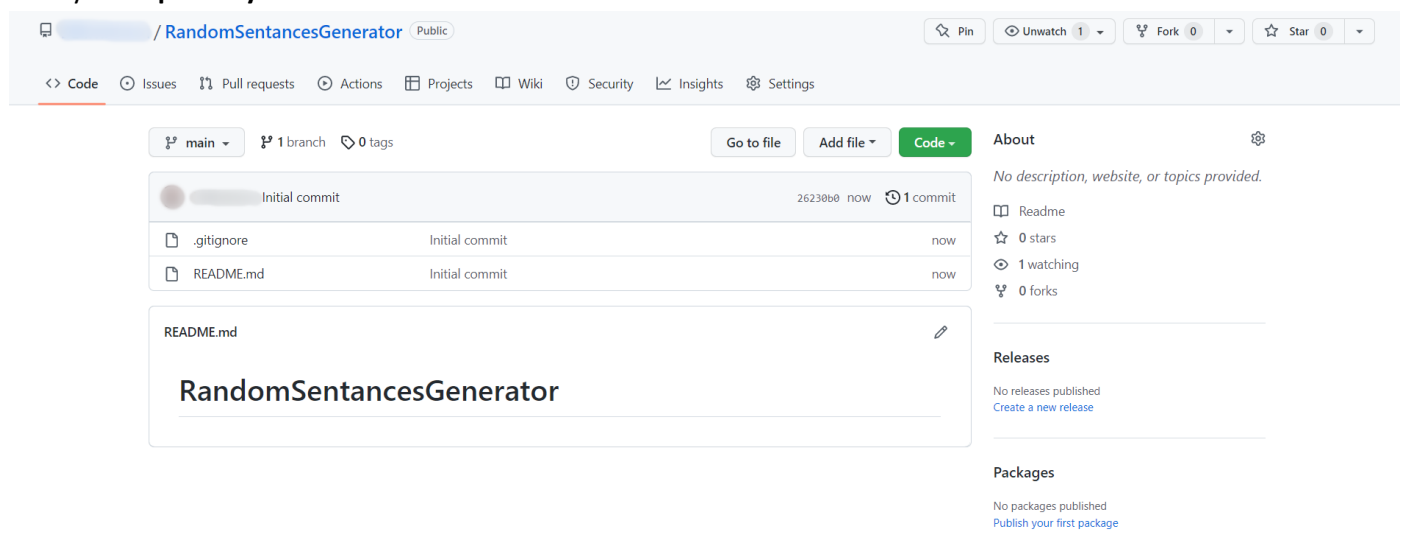 / RandomSentancesGenerator Public
Pin
Unwatch 1
Fork 0
Star 0
Code
Issues
Pull requests
Actions
Projects
Wiki
Security
Insights
Settings
main
1 branch
0 tags
Go to file
Add file
Code
Initial commit
26230b0 now
1 commit
.gitignore Initial commit now
README.md Initial commit now
README.md
RandomSentancesGenerator
About
No description, website, or topics provided.
Readme
0 stars
1 watching
0 forks
Releases
No releases published
Create a new release
Packages
No packages published
Publish your first package